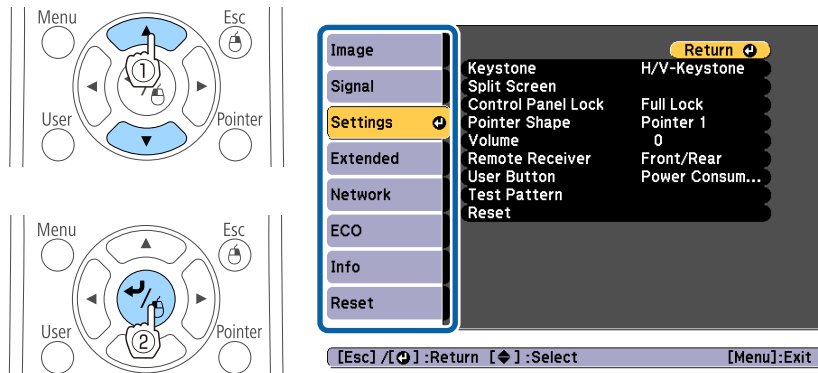 Menu
Esc
①
User
Pointer
Menu
Esc
User
②
Pointer
Image
Signal
Settings
Extended
Network
ECO
Info
Reset
Return
Keystone H/V-Keystone
Split Screen
Control Panel Lock Full Lock
Pointer Shape Pointer 1
Volume 0
Remote Receiver Front/Rear
User Button Power Consum...
Test Pattern
Reset
[Esc] /[⏎] :Return [◆] :Select [Menu]:Exit